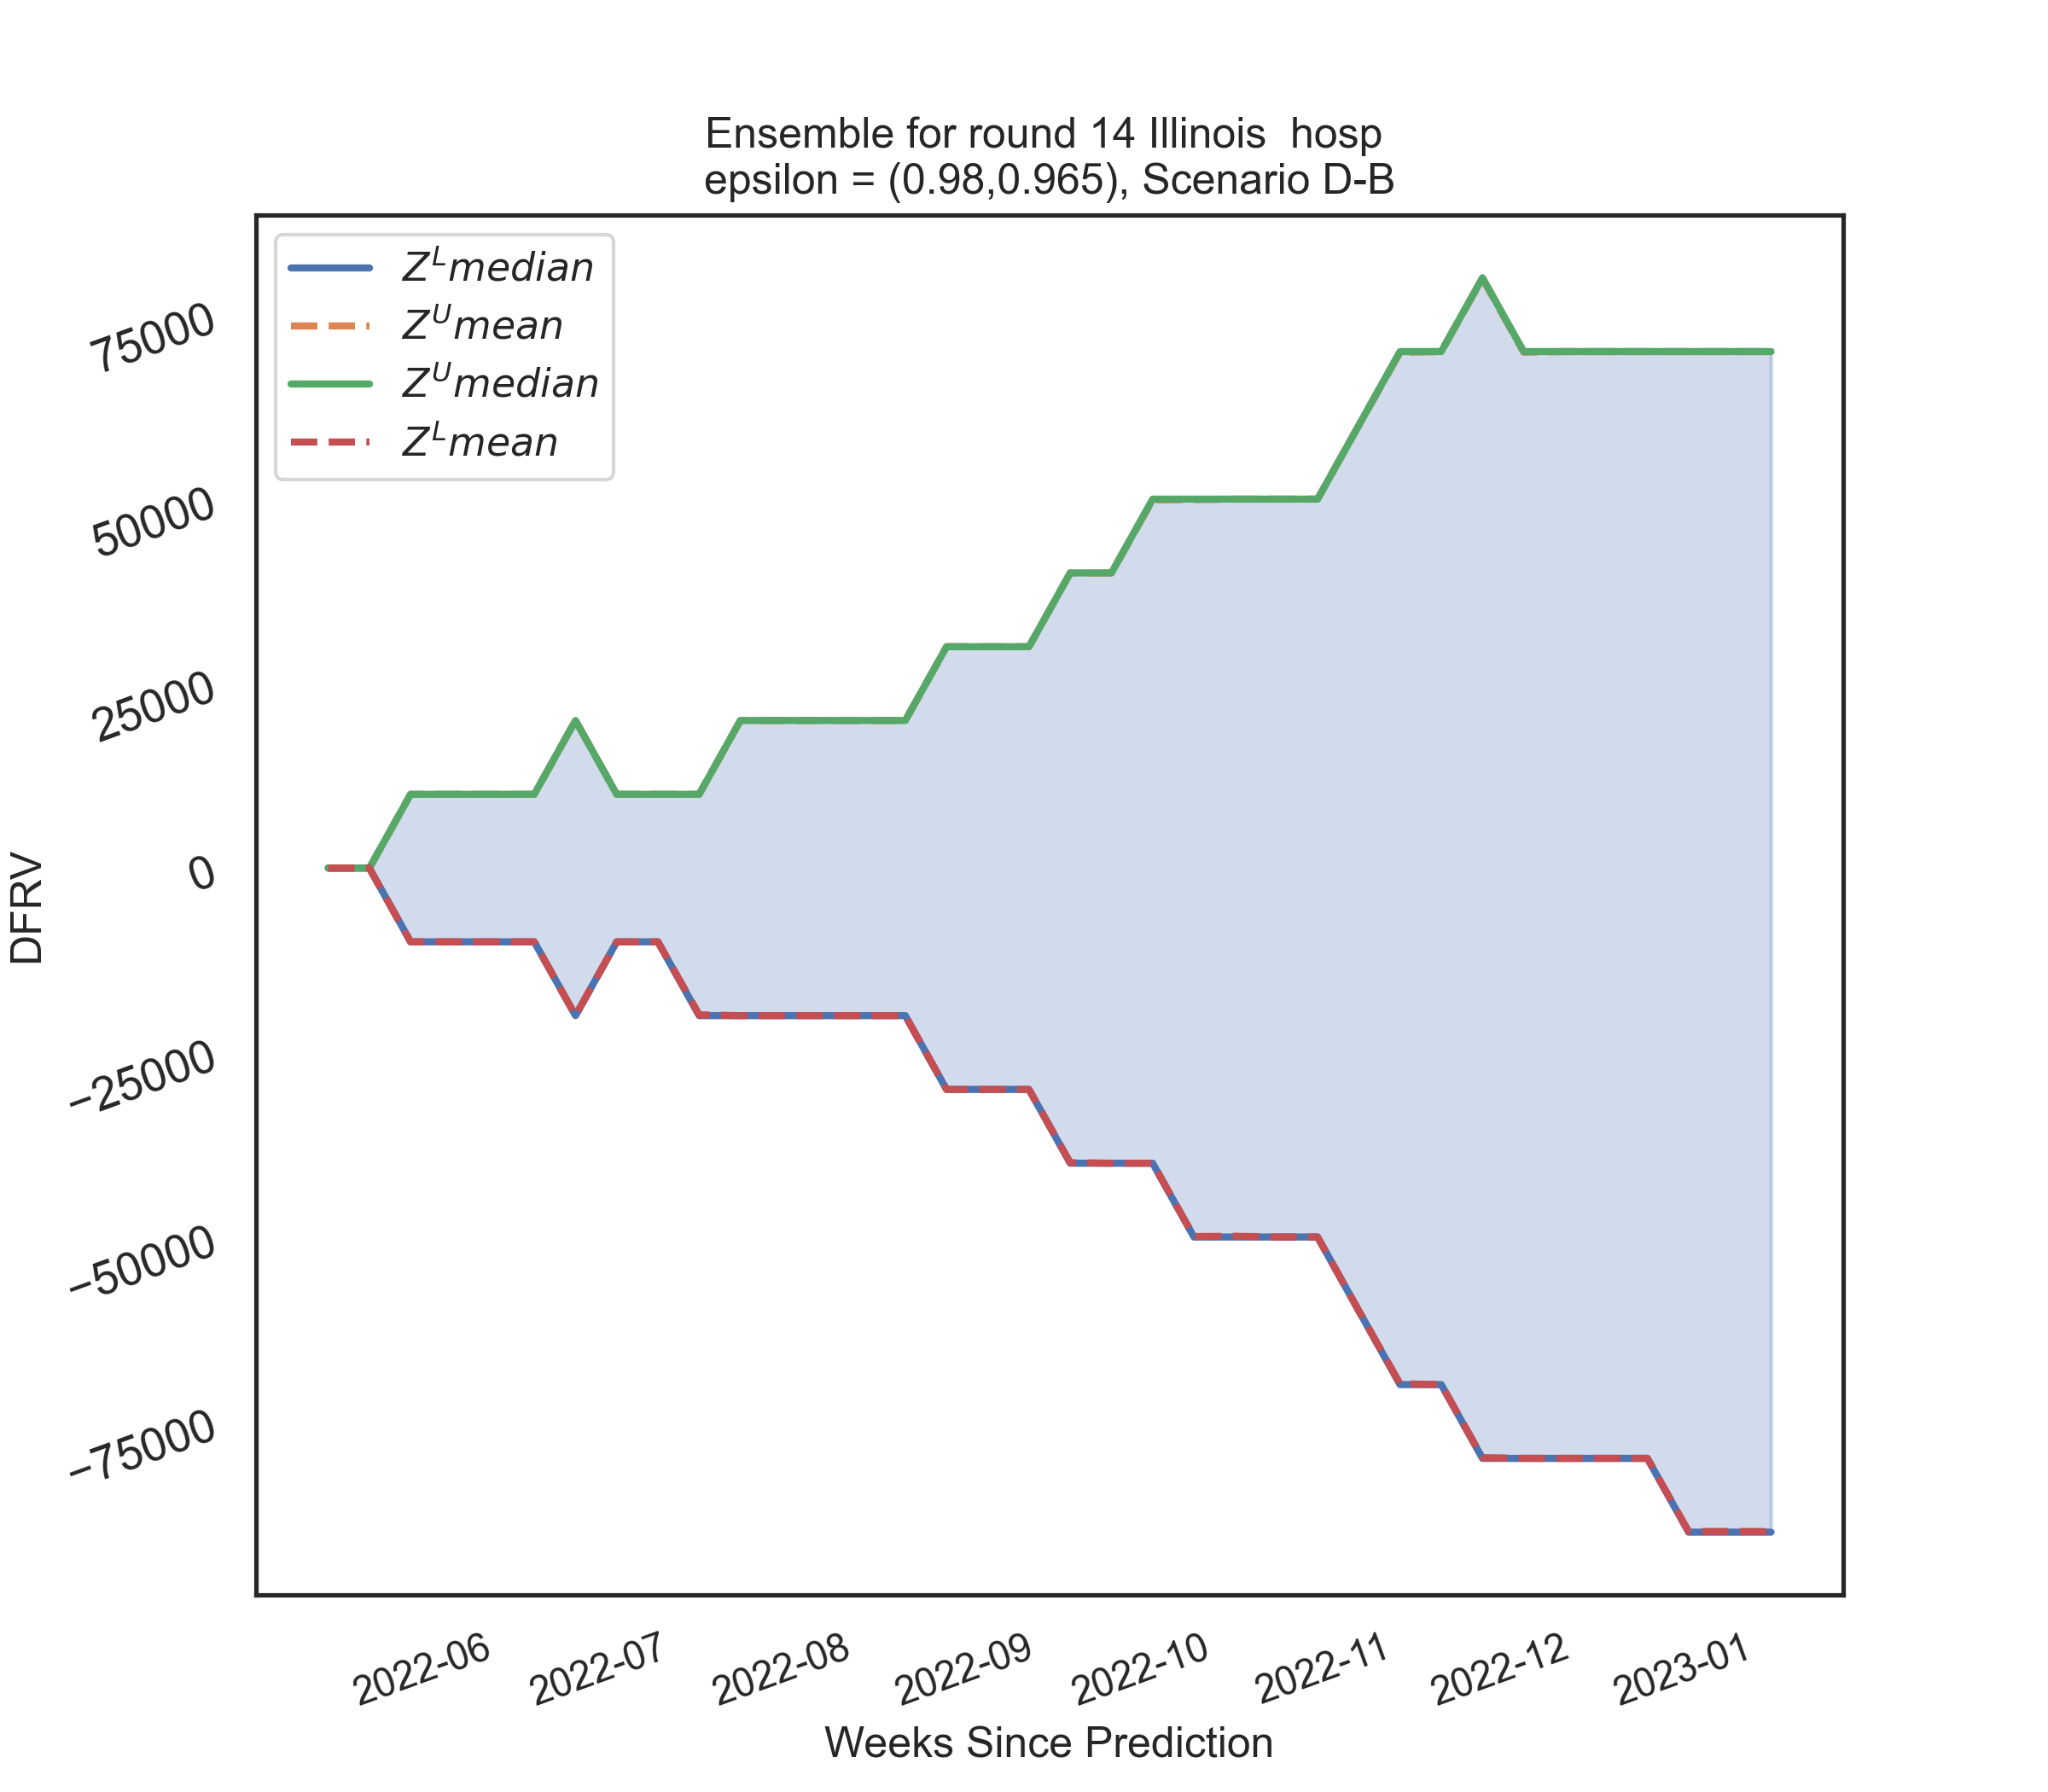 Ensemble for round 14 Illinois  hosp
epsilon = (0.98,0.965), Scenario D-B
Z^L median
Z^U mean
Z^U median
Z^L mean
75000
50000
25000
0
−25000
−50000
−75000
DFRV
2022-06
2022-07
2022-08
2022-09
2022-10
2022-11
2022-12
2023-01
Weeks Since Prediction